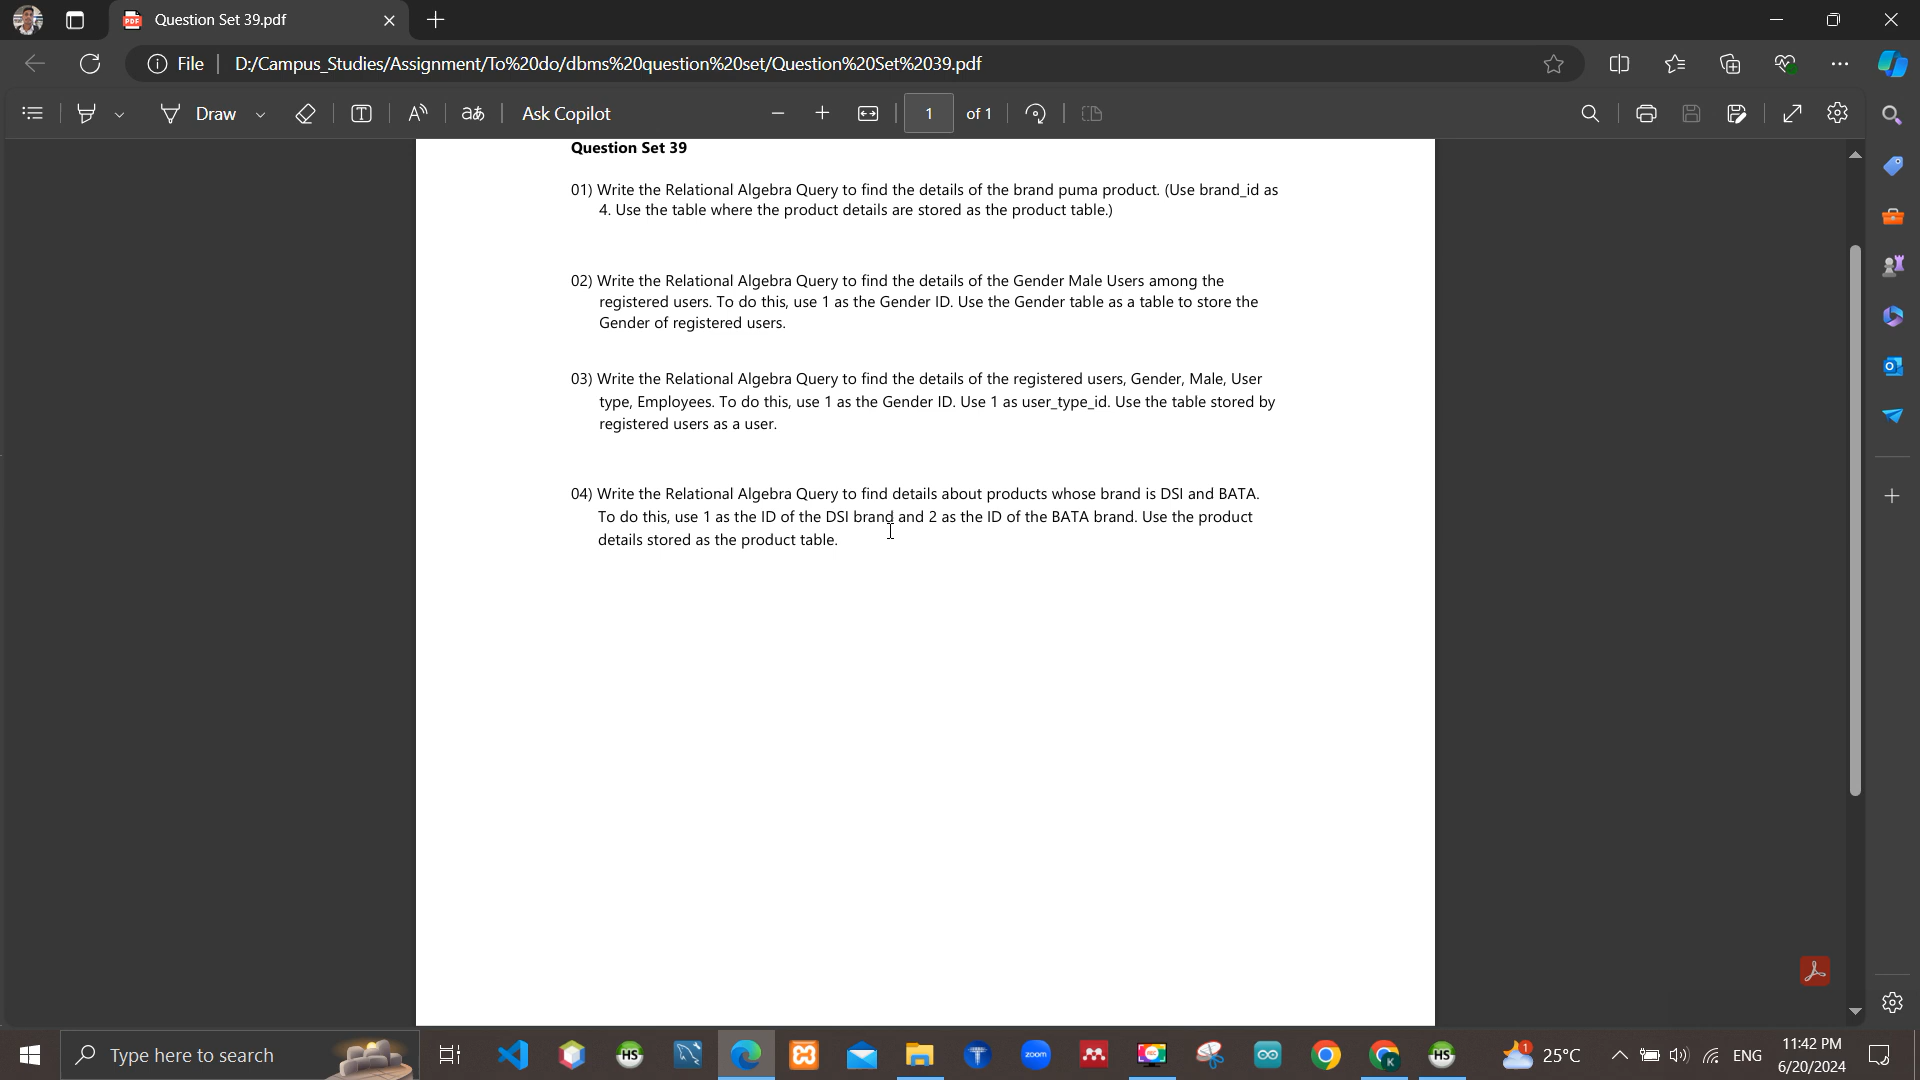 Question Set 39.pdf
File
D:/Campus_Studies/Assignment/To%20do/dbms%20question%20set/Question%20Set%2039.pdf
Draw
aあ
Ask Copilot
1
of 1
Question Set 39
01) Write the Relational Algebra Query to find the details of the brand puma product. (Use brand_id as
4. Use the table where the product details are stored as the product table.)
02) Write the Relational Algebra Query to find the details of the Gender Male Users among the
registered users. To do this, use 1 as the Gender ID. Use the Gender table as a table to store the
Gender of registered users.
03) Write the Relational Algebra Query to find the details of the registered users, Gender, Male, User
type, Employees. To do this, use 1 as the Gender ID. Use 1 as user_type_id. Use the table stored by
registered users as a user.
04) Write the Relational Algebra Query to find details about products whose brand is DSI and BATA.
To do this, use 1 as the ID of the DSI brand and 2 as the ID of the BATA brand. Use the product
details stored as the product table.
Type here to search
HS
zoom
REC
K
HS
1
25°C
ENG
11:42 PM
6/20/2024